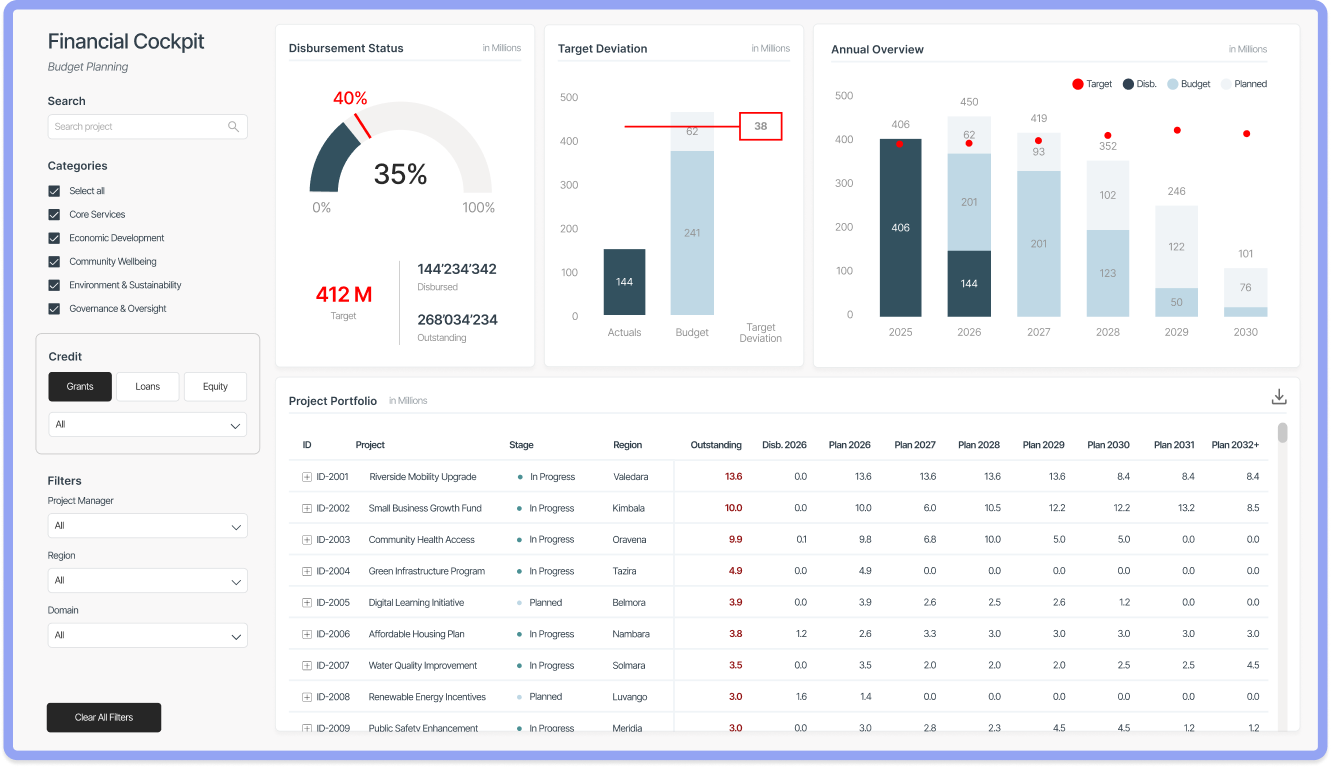 Financial Cockpit
Budget Planning
Search
Search project
Categories
Select all
Core Services
Economic Development
Community Wellbeing
Environment & Sustainability
Governance & Oversight
Credit
Grants Loans Equity
All
Filters
Project Manager
All
Region
All
Domain
All
Clear All Filters
Disbursement Status in Millions
40%
35%
0% 100%
412 M
Target
144'234'342
Disbursed
268'034'234
Outstanding
Target Deviation in Millions
500
400
300
200
100
0
62
38
241
144
Actuals Budget Target
Deviation
Annual Overview in Millions
Target Disb. Budget Planned
500
400
300
200
100
0
406 450 419 352 246 101
406
62
201
144
93
201
102
123
122
50
76
2025 2026 2027 2028 2029 2030
Project Portfolio in Millions
ID Project Stage Region Outstanding Disb. 2026 Plan 2026 Plan 2027 Plan 2028 Plan 2029 Plan 2030 Plan 2031 Plan 2032+
ID-2001 Riverside Mobility Upgrade In Progress Valedara 13.6 0.0 13.6 13.6 13.6 13.6 8.4 8.4 8.4
ID-2002 Small Business Growth Fund In Progress Kimbala 10.0 0.0 10.0 6.0 10.5 12.2 12.2 13.2 8.5
ID-2003 Community Health Access In Progress Oravena 9.9 0.1 9.8 6.8 10.0 5.0 5.0 0.0 0.0
ID-2004 Green Infrastructure Program In Progress Tazira 4.9 0.0 4.9 0.0 0.0 0.0 0.0 0.0 0.0
ID-2005 Digital Learning Initiative Planned Belmora 3.9 0.0 3.9 2.6 2.5 2.6 1.2 0.0 0.0
ID-2006 Affordable Housing Plan In Progress Nambara 3.8 1.2 2.6 3.3 3.0 3.0 3.0 3.0 3.0
ID-2007 Water Quality Improvement In Progress Solmara 3.5 0.0 3.5 2.0 2.0 2.0 2.5 2.5 4.5
ID-2008 Renewable Energy Incentives Planned Luvango 3.0 1.6 1.4 0.0 0.0 0.0 0.0 0.0 0.0
ID-2009 Public Safety Enhancement In Progress Meridia 3.0 0.0 3.0 2.8 2.3 4.5 4.5 1.2 1.2